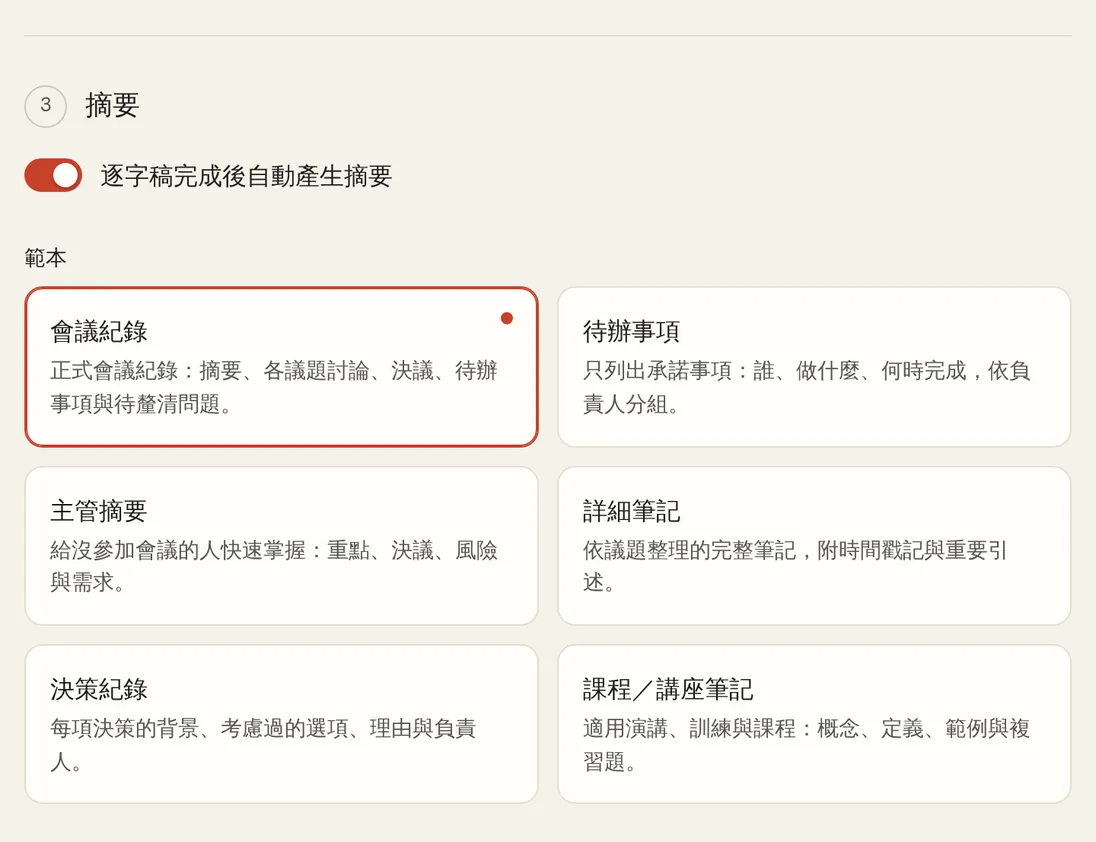 3
摘要
逐字稿完成後自動產生摘要
範本
會議紀錄
正式會議紀錄：摘要、各議題討論、決議、待辦
事項與待釐清問題。
待辦事項
只列出承諾事項：誰、做什麼、何時完成，依負
責人分組。
主管摘要
給沒參加會議的人快速掌握：重點、決議、風險
與需求。
詳細筆記
依議題整理的完整筆記，附時間戳記與重要引
述。
決策紀錄
每項決策的背景、考慮過的選項、理由與負責
人。
課程／講座筆記
適用演講、訓練與課程：概念、定義、範例與複
習題。